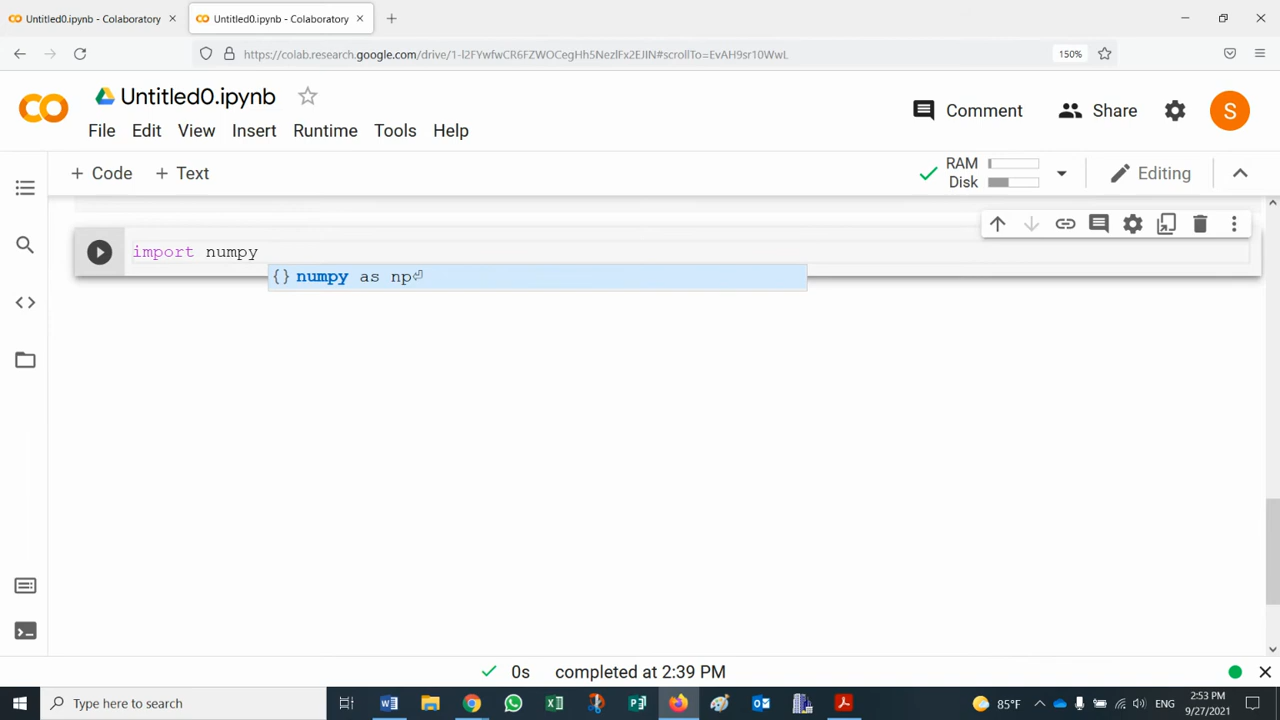 Untitled0.ipynb - Colaboratory
Untitled0.ipynb - Colaboratory
https://colab.research.google.com/drive/1-l2FYwfwCR6FZWOCegHh5NezlFx2EJIN#scrollTo=EvAH9sr10WwL
150%
Untitled0.ipynb
Comment
Share
S
File Edit View Insert Runtime Tools Help
+ Code + Text
RAM
Disk
Editing
import numpy
{} numpy as np
0s completed at 2:39 PM
Type here to search
85°F
ENG
2:53 PM
9/27/2021